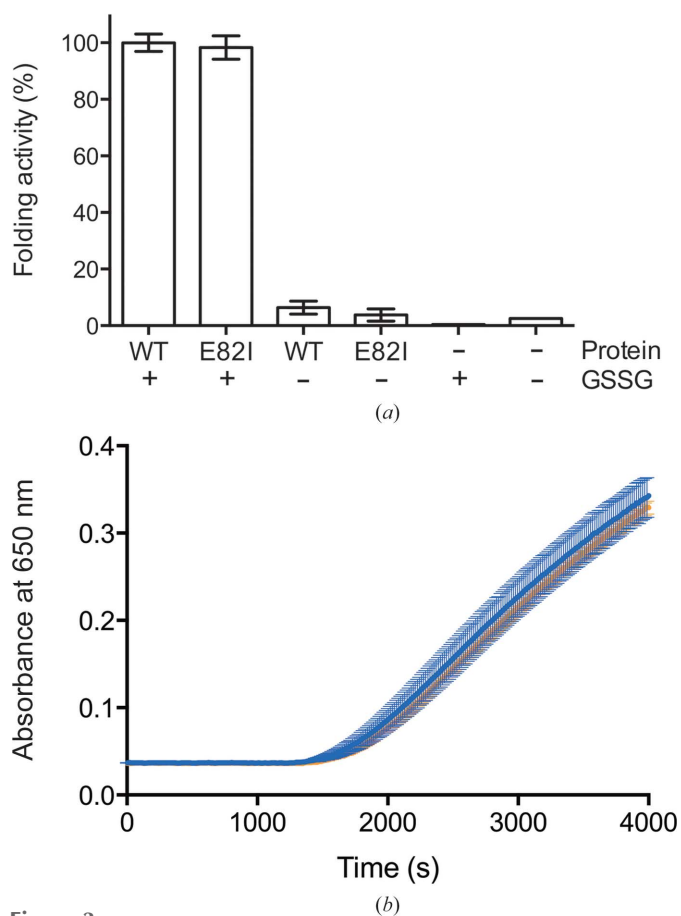 Folding activity (%)
100
80
60
40
20
0
WT E82I WT E82I – – Protein
+ + – – + – GSSG
(a)
Absorbance at 650 nm
0.4
0.3
0.2
0.1
0.0
0 1000 2000 3000 4000
Time (s)
(b)